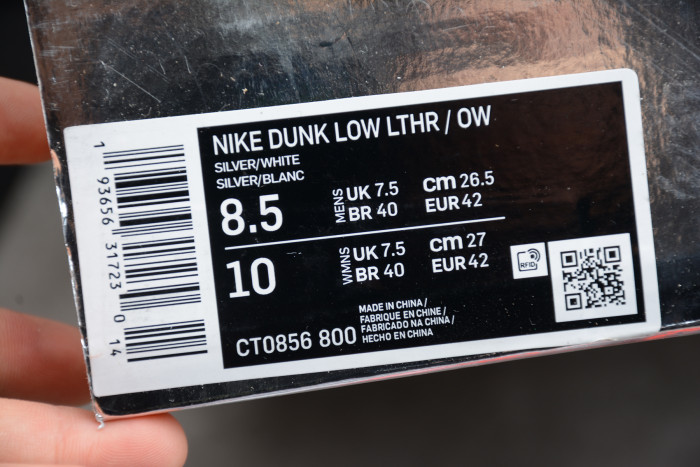 NIKE DUNK LOW LTHR / OW
SILVER/WHITE
SILVER/BLANC
8.5
MENS
UK 7.5
BR 40
cm 26.5
EUR 42
10
WMNS
UK 7.5
BR 40
cm 27
EUR 42
RFID
CT0856 800
MADE IN CHINA /
FABRIQUE EN CHINE /
FABRICADO NA CHINA /
HECHO EN CHINA
1 93656 31723 0 14